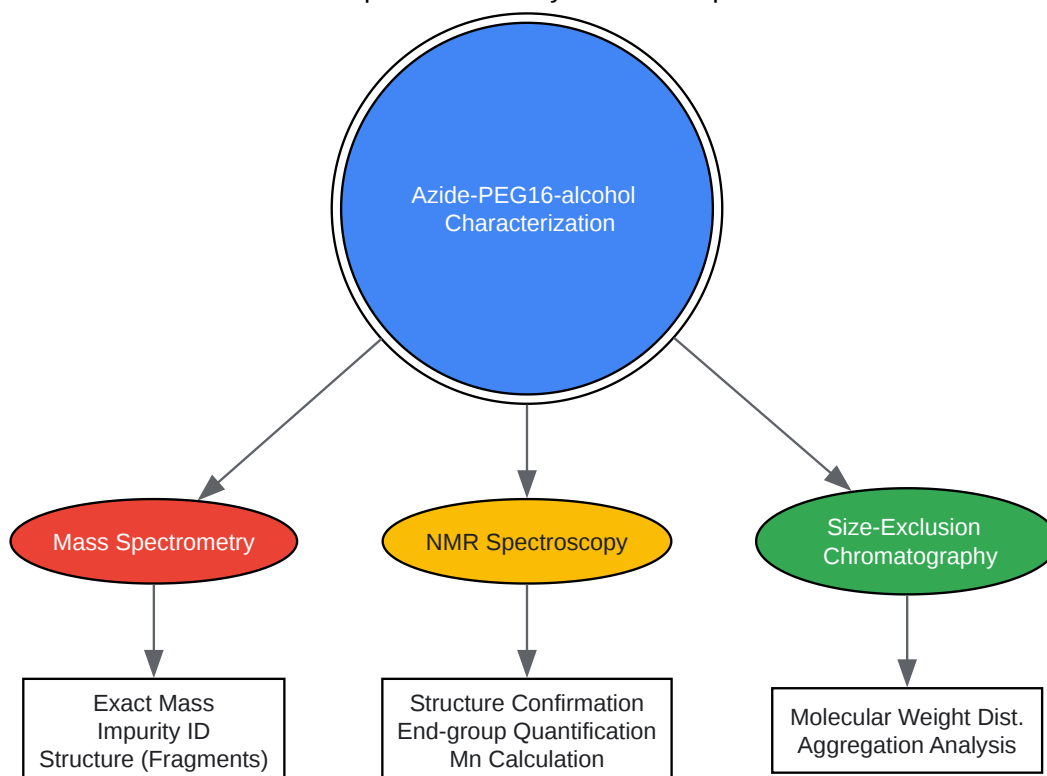 Azide-PEG16-alcohol
Characterization
Mass Spectrometry
NMR Spectroscopy
Size-Exclusion
Chromatography
Exact Mass
Impurity ID
Structure (Fragments)
Structure Confirmation
End-group Quantification
Mn Calculation
Molecular Weight Dist.
Aggregation Analysis